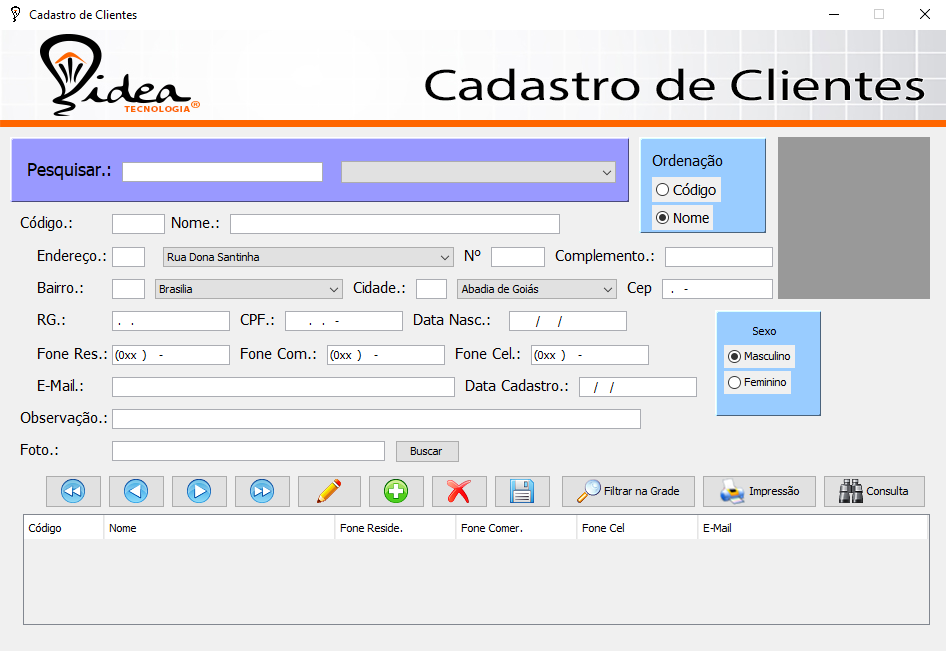 Cadastro de Clientes
idea
TECNOLOGIA®
Cadastro de Clientes
Pesquisar.:
Ordenação
Código
Nome
Código.: Nome.:
Endereço.: Rua Dona Santinha Nº Complemento.:
Bairro.: Brasilia Cidade.: Abadia de Goiás Cep . -
RG.: . . CPF.: . . - Data Nasc.: / /
Sexo
Masculino
Feminino
Fone Res.: (0xx ) - Fone Com.: (0xx ) - Fone Cel.: (0xx ) -
E-Mail.: Data Cadastro.: / /
Observação.:
Foto.: Buscar
Filtrar na Grade Impressão Consulta
Código Nome Fone Reside. Fone Comer. Fone Cel E-Mail